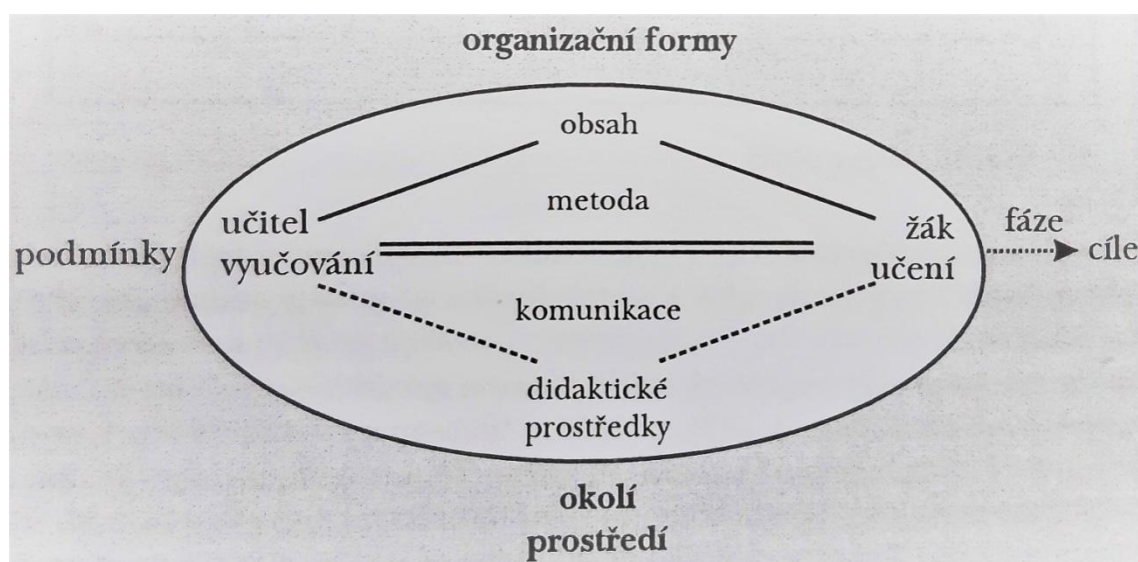 organizační formy
obsah
metoda
učitel
vyučování
žák
učení
podmínky
fáze
cíle
komunikace
didaktické
prostředky
okolí
prostředí